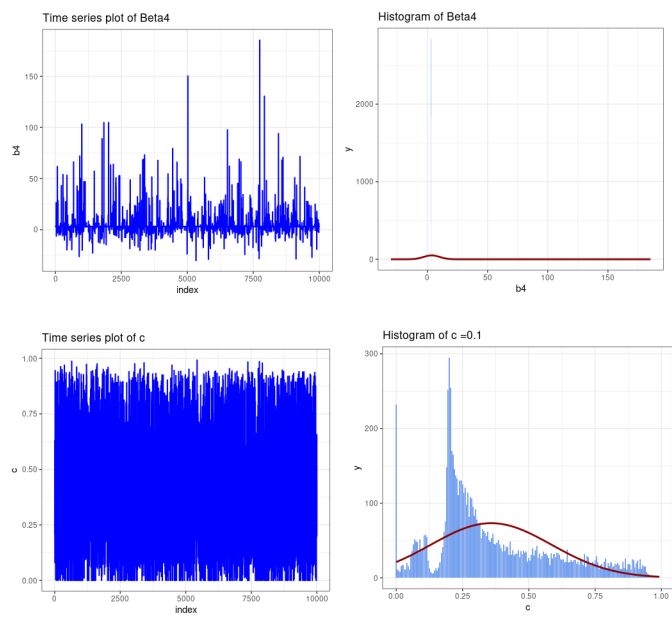 Time series plot of Beta4
b4
150
100
50
0
0 2500 5000 7500 10000
index
Histogram of Beta4
y
2000
1000
0
0 50 100 150
b4
Time series plot of c
c
1.00
0.75
0.50
0.25
0.00
0 2500 5000 7500 10000
index
Histogram of c =0.1
y
300
200
100
0
0.00 0.25 0.50 0.75 1.00
c